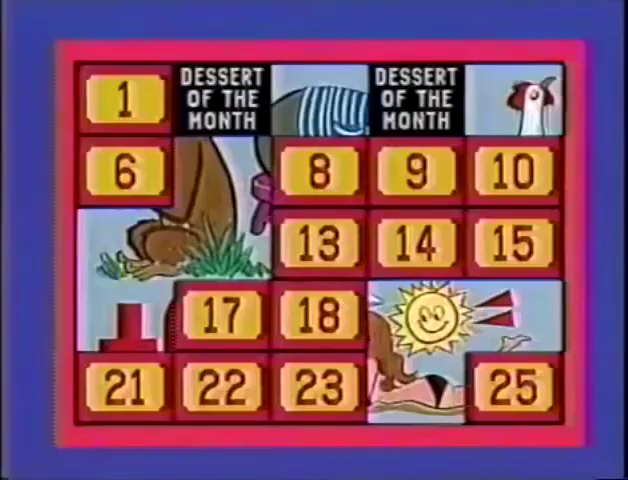 1
DESSERT
OF THE
MONTH
DESSERT
OF THE
MONTH
6
8
9
10
13
14
15
17
18
21
22
23
25